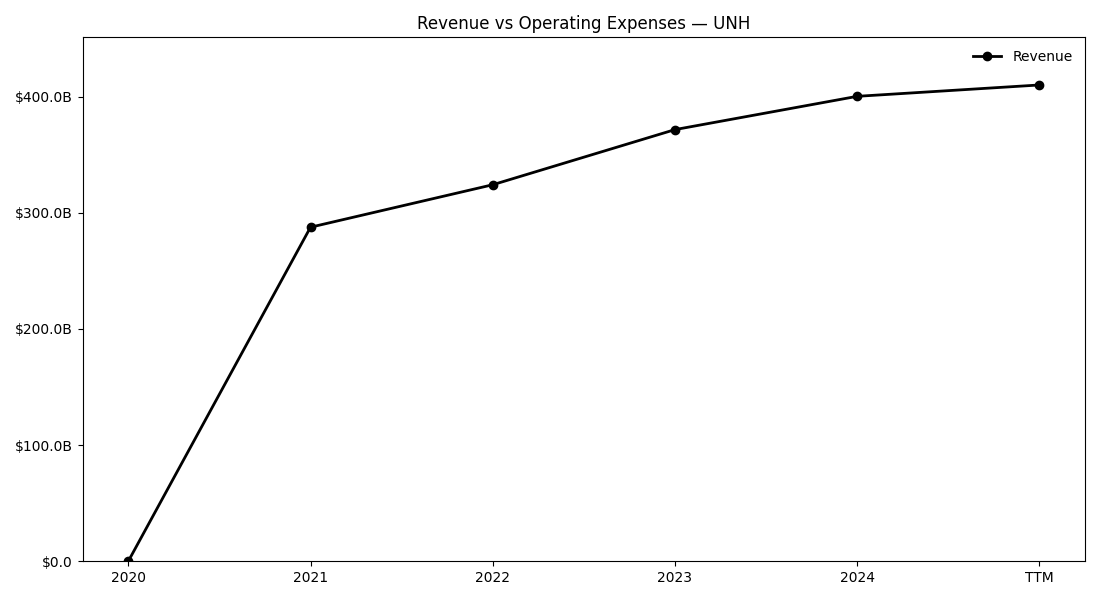 Revenue vs Operating Expenses — UNH
Revenue
$400.0B
$300.0B
$200.0B
$100.0B
$0.0
2020 2021 2022 2023 2024 TTM